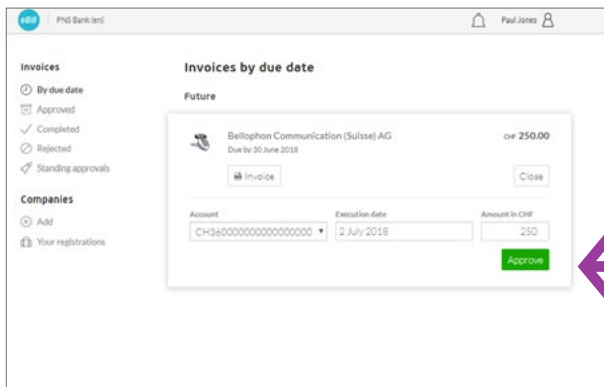 eBill PNS Bank (en) Paul Jones
Invoices
By due date
Approved
Completed
Rejected
Standing approvals
Companies
Add
Your registrations
Invoices by due date
Future
Bellophon Communication (Suisse) AG CHF 250.00
Due by 30 June 2018
Invoice Close
Account Execution date Amount in CHF
2 July 2018 250
Approve